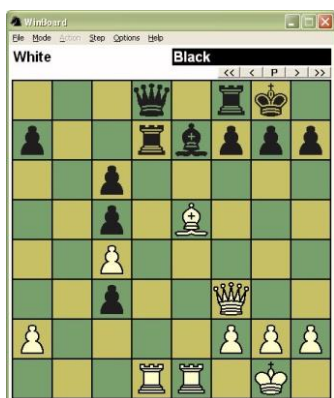 WinBoard
File Mode Action Step Options Help
White Black
<< < P > >>